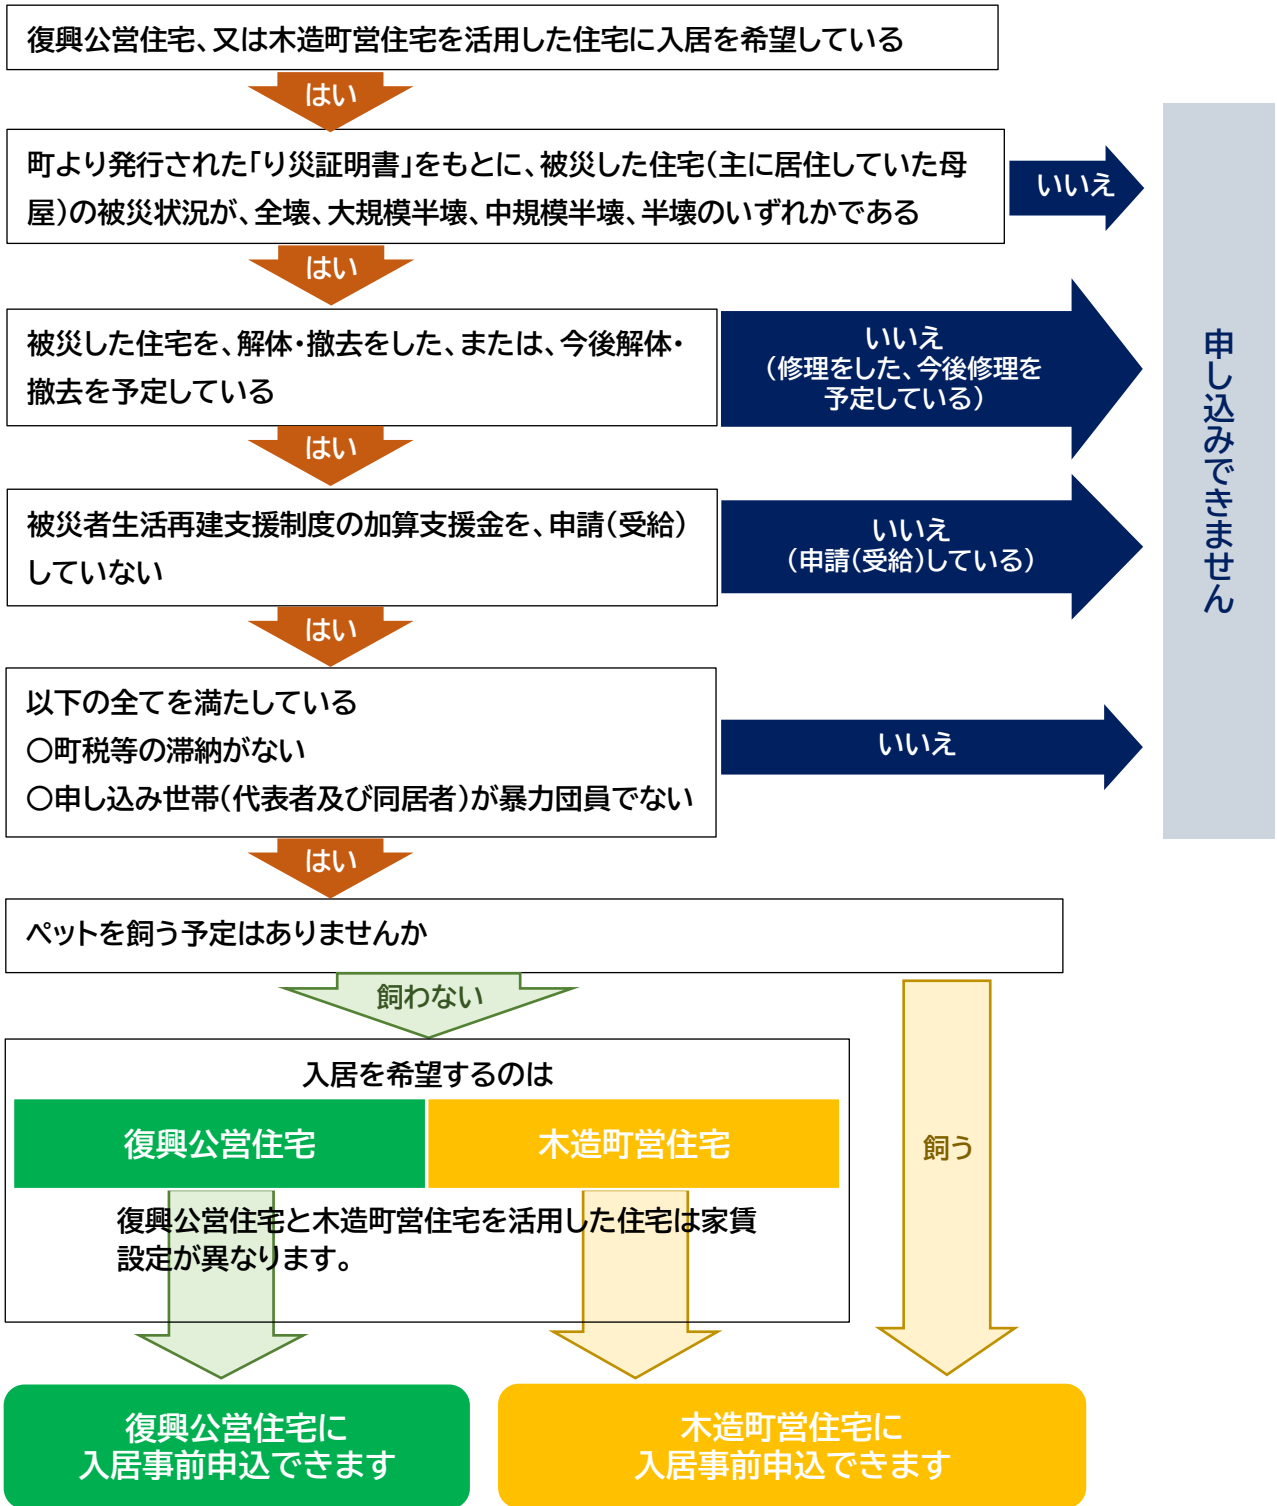 復興公営住宅、又は木造町営住宅を活用した住宅に入居を希望している
はい
町より発行された「り災証明書」をもとに、被災した住宅(主に居住していた母
屋)の被災状況が、全壊、大規模半壊、中規模半壊、半壊のいずれかである
いいえ
はい
被災した住宅を、解体・撤去をした、または、今後解体・
撤去を予定している
いいえ
(修理をした、今後修理を
予定している)
はい
被災者生活再建支援制度の加算支援金を、申請(受給)
していない
いいえ
(申請(受給)している)
はい
以下の全てを満たしている
〇町税等の滞納がない
〇申し込み世帯(代表者及び同居者)が暴力団員でない
いいえ
申し込みできません
はい
ペットを飼う予定はありませんか
飼わない
入居を希望するのは
復興公営住宅
木造町営住宅
飼う
復興公営住宅と木造町営住宅を活用した住宅は家賃
設定が異なります。
復興公営住宅に
入居事前申込できます
木造町営住宅に
入居事前申込できます